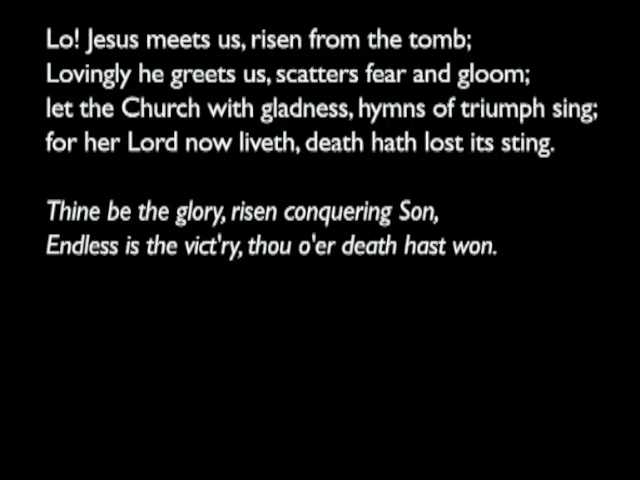 Lo! Jesus meets us, risen from the tomb;
Lovingly he greets us, scatters fear and gloom;
let the Church with gladness, hymns of triumph sing;
for her Lord now liveth, death hath lost its sting.
Thine be the glory, risen conquering Son,
Endless is the vict'ry, thou o'er death hast won.